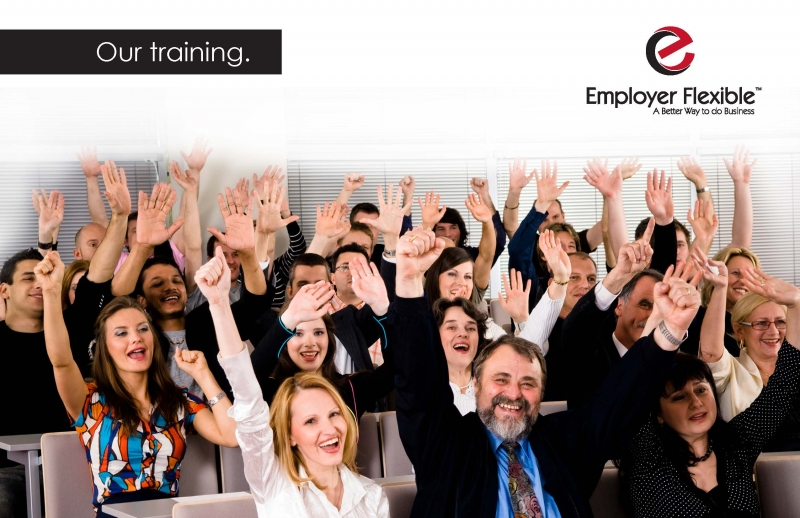 Our training.
Employer Flexible™
A Better Way to do Business